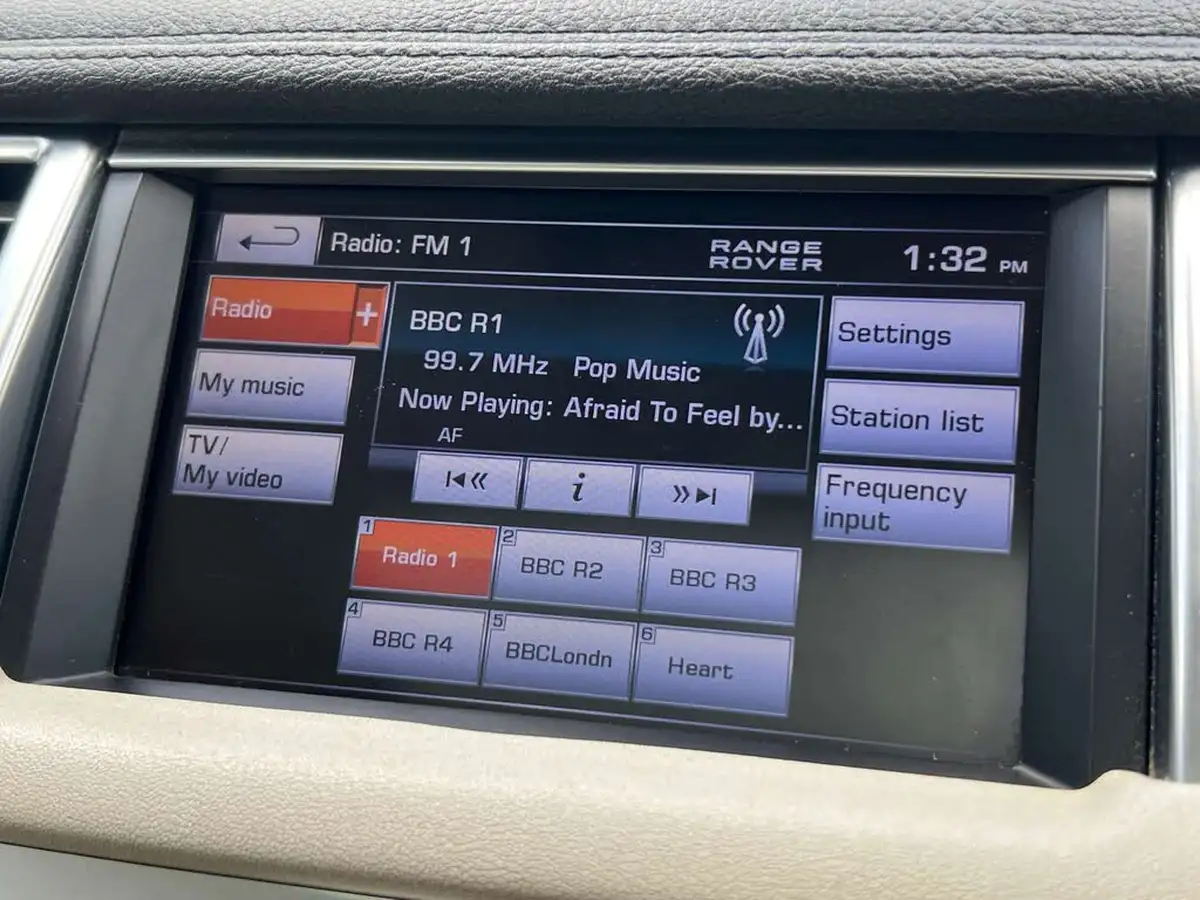 Radio: FM 1
RANGE
ROVER
1:32 PM
Radio +
My music
TV/
My video
BBC R1
99.7 MHz Pop Music
Now Playing: Afraid To Feel by...
AF
i
Settings
Station list
Frequency
input
1 Radio 1
2 BBC R2
3 BBC R3
4 BBC R4
5 BBCLondn
6 Heart